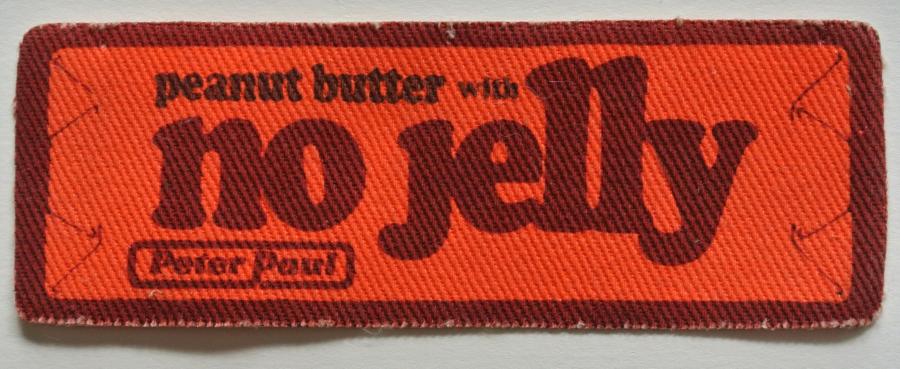 peanut butter with
no jelly
Peter Paul